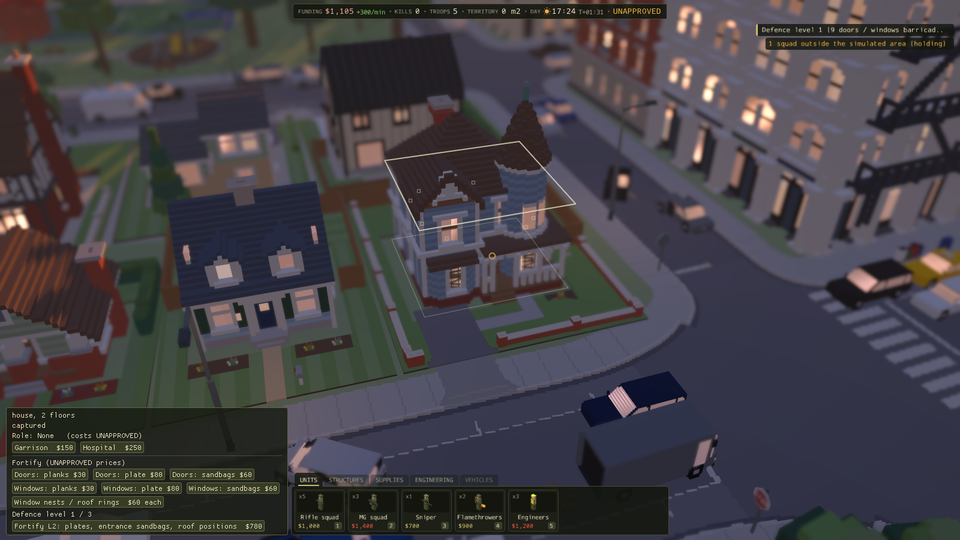 FUNDING $1,105 +300/min · KILLS 0 · TROOPS 5 · TERRITORY 0 m2 · DAY 17:24 T+01:31 · UNAPPROVED
Defence level 1 (9 doors / windows barricad..
1 squad outside the simulated area (holding)
house, 2 floors
captured
Role: None (costs UNAPPROVED)
Garrison $150 Hospital $250
Fortify (UNAPPROVED prices)
Doors: planks $30 Doors: plate $80 Doors: sandbags $60
Windows: planks $30 Windows: plate $80 Windows: sandbags $60
Window nests / roof rings $60 each
Defence level 1 / 3
Fortify L2: plates, entrance sandbags, roof positions $780
UNITS STRUCTURES SUPPLIES ENGINEERING VEHICLES
x5 x3 x1 x2 x3
Rifle squad MG squad Sniper Flamethrowers Engineers
$1,000 1 $1,400 2 $700 3 $900 4 $1,200 5